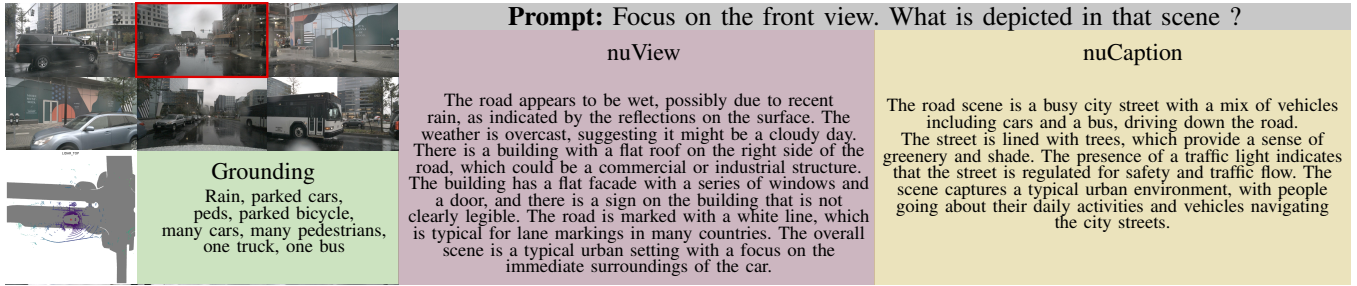 Prompt: Focus on the front view. What is depicted in that scene ?
nuView
The road appears to be wet, possibly due to recent
rain, as indicated by the reflections on the surface. The
weather is overcast, suggesting it might be a cloudy day.
There is a building with a flat roof on the right side of the
road, which could be a commercial or industrial structure.
The building has a flat facade with a series of windows and
a door, and there is a sign on the building that is not
clearly legible. The road is marked with a white line, which
is typical for lane markings in many countries. The overall
scene is a typical urban setting with a focus on the
immediate surroundings of the car.
nuCaption
The road scene is a busy city street with a mix of vehicles
including cars and a bus, driving down the road.
The street is lined with trees, which provide a sense of
greenery and shade. The presence of a traffic light indicates
that the street is regulated for safety and traffic flow. The
scene captures a typical urban environment, with people
going about their daily activities and vehicles navigating
the city streets.
LIDAR_TOP
Grounding
Rain, parked cars,
peds, parked bicycle,
many cars, many pedestrians,
one truck, one bus